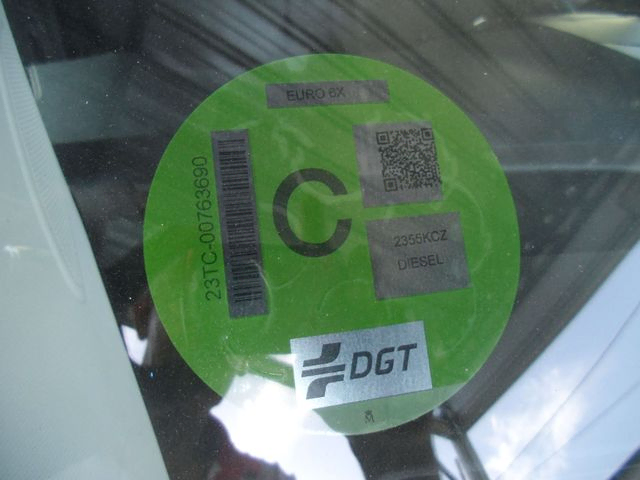 EURO 6X
23TC-00763690
C
2355KCZ
DIESEL
DGT
M